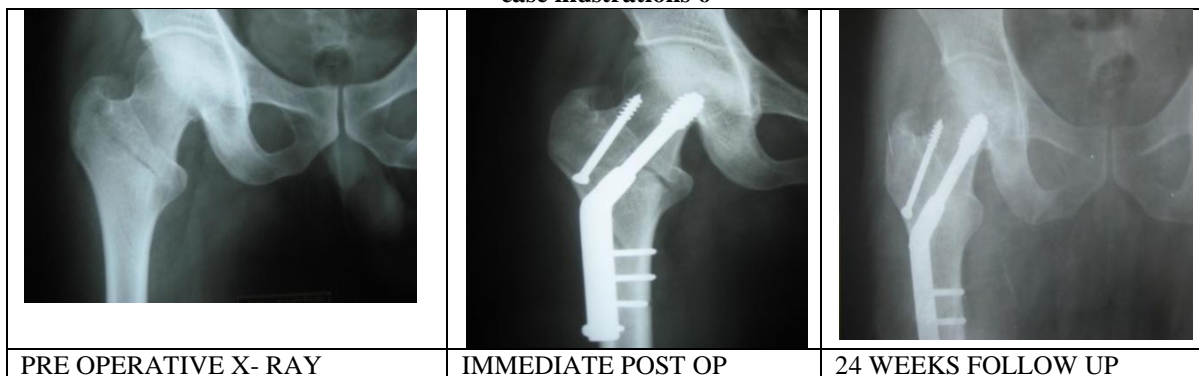 PRE OPERATIVE X- RAY
IMMEDIATE POST OP
24 WEEKS FOLLOW UP